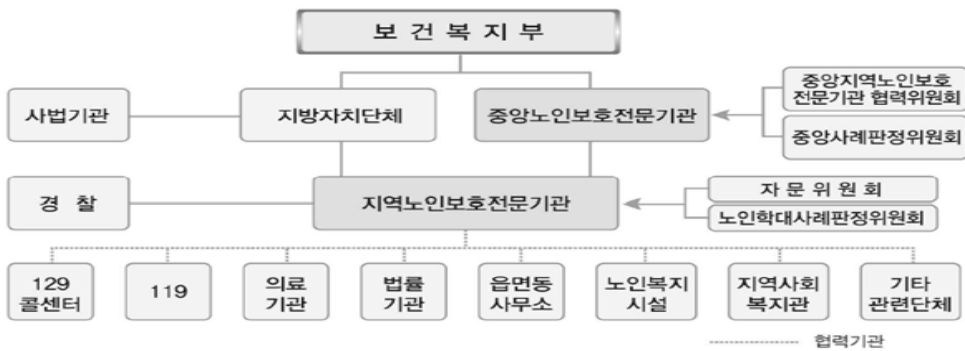 보건복지부
중앙지역노인보호
전문기관 협력위원회
사법기관
지방자치단체
중앙노인보호전문기관
중앙사례판정위원회
경 찰
지역노인보호전문기관
자 문 위 원 회
노인학대사례판정위원회
129
콜센터
119
의료
기관
법률
기관
읍면동
사무소
노인복지
시설
지역사회
복지관
기타
관련단체
협력기관